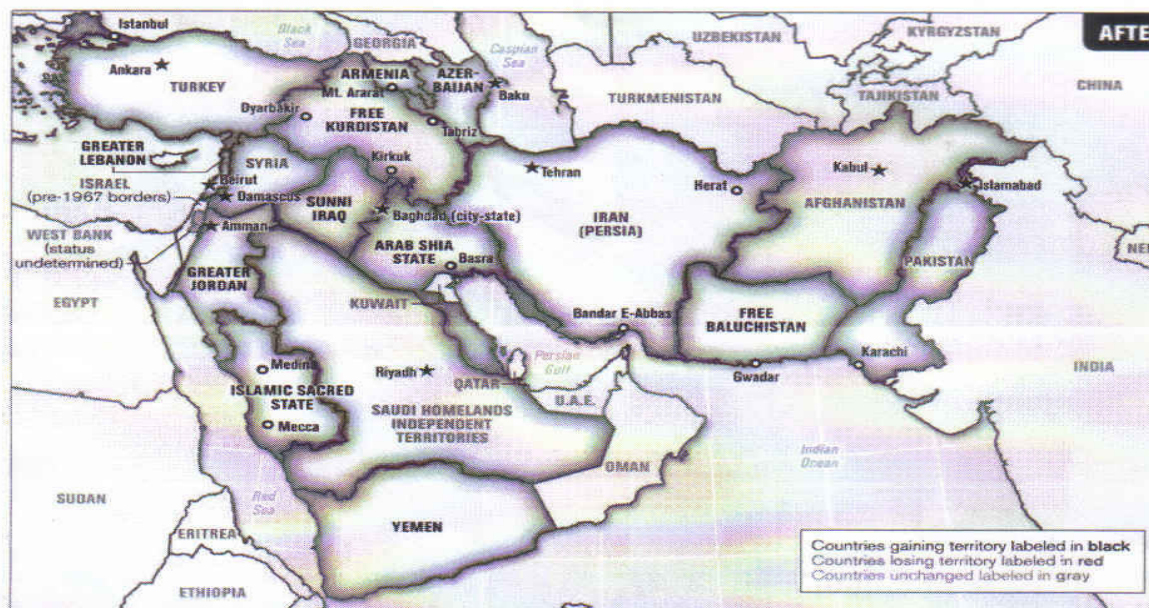 AFTE
Istanbul
Black
Sea
GEORGIA
Caspian
Sea
UZBEKISTAN
KYRGYZSTAN
Ankara
TURKEY
ARMENIA
Mt. Ararat
AZER-
BAIJAN
Baku
TURKMENISTAN
TAJIKISTAN
CHINA
Dyarbakir
FREE
KURDISTAN
Tabriz
GREATER
LEBANON
SYRIA
Kirkuk
Tehran
Herat
Kabul
Islamabad
ISRAEL
(pre-1967 borders)
Beirut
Damascus
SUNNI
IRAQ
Baghdad (city-state)
IRAN
(PERSIA)
AFGHANISTAN
WEST BANK
(status
undetermined)
Amman
ARAB SHIA
STATE
Basra
PAKISTAN
NE
GREATER
JORDAN
EGYPT
KUWAIT
Bandar E-Abbas
FREE
BALUCHISTAN
Medina
Riyadh
Persian
Gulf
QATAR
Gwadar
Karachi
INDIA
ISLAMIC SACRED
STATE
U.A.E.
Mecca
SAUDI HOMELANDS
INDEPENDENT
TERRITORIES
OMAN
Indian
Ocean
SUDAN
Red
Sea
YEMEN
ERITREA
ETHIOPIA
Countries gaining territory labeled in black
Countries losing territory labeled in red
Countries unchanged labeled in gray